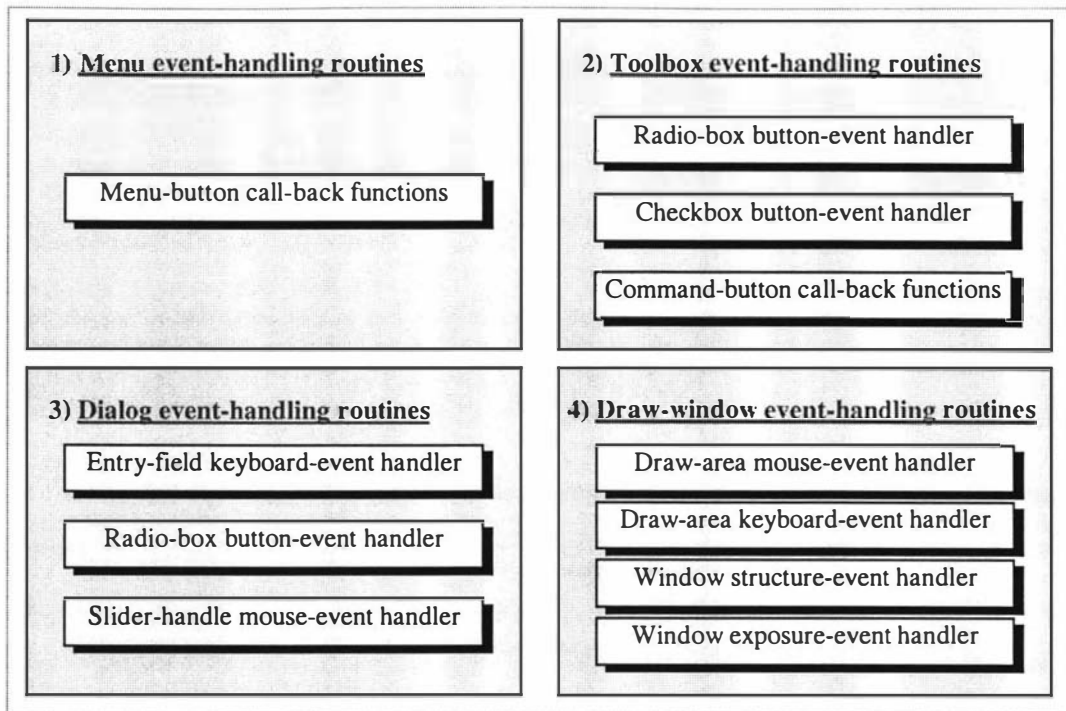 1) Menu event-handling routines
Menu-button call-back functions
2) Toolbox event-handling routines
Radio-box button-event handler
Checkbox button-event handler
Command-button call-back functions
3) Dialog event-handling routines
Entry-field keyboard-event handler
Radio-box button-event handler
Slider-handle mouse-event handler
4) Draw-window event-handling routines
Draw-area mouse-event handler
Draw-area keyboard-event handler
Window structure-event handler
Window exposure-event handler